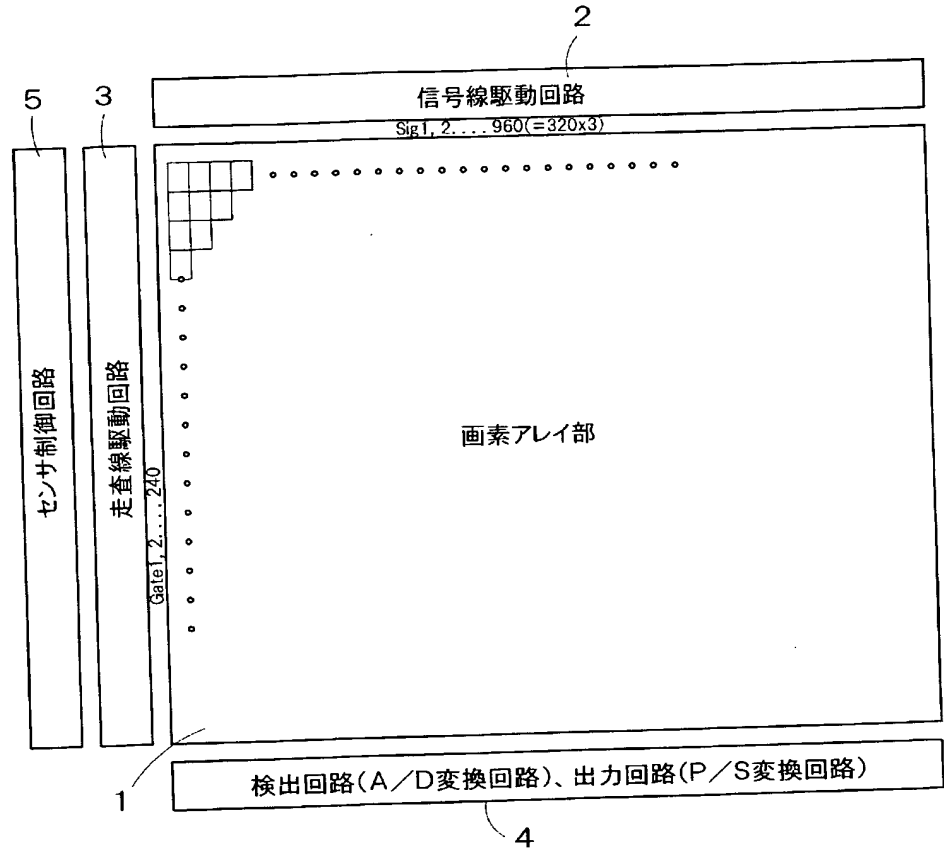 2
5
3
信号線駆動回路
Sig1, 2....960(=320x3)
センサ制御回路
走査線駆動回路
Gate1, 2....240
画素アレイ部
1
検出回路(A/D変換回路)、出力回路(P/S変換回路)
4